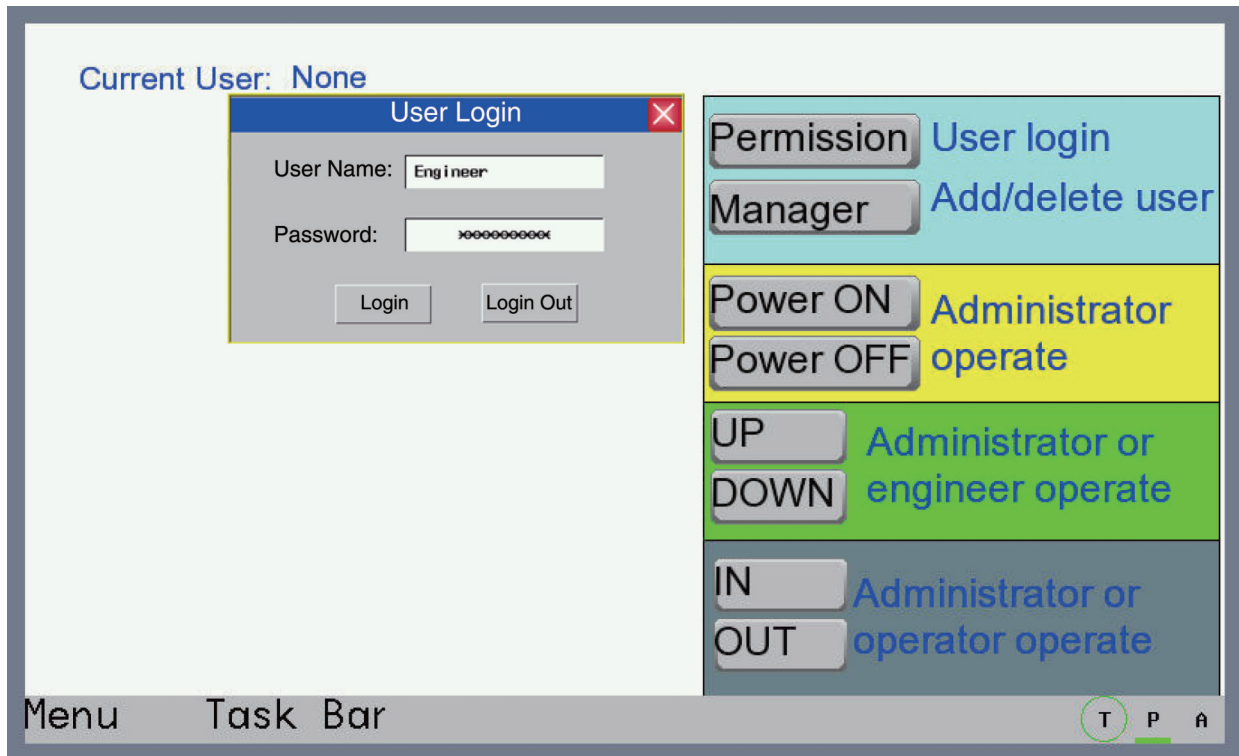 Current User: None
User Login
User Name: Engineer
Password: ××××××××××
Login Login Out
Permission User login
Manager Add/delete user
Power ON Administrator
Power OFF operate
UP Administrator or
DOWN engineer operate
IN Administrator or
OUT operator operate
Menu Task Bar T P A